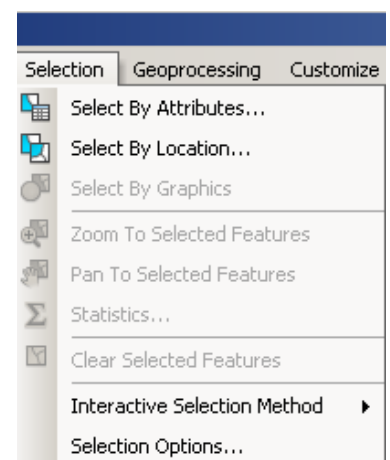 Selection Geoprocessing Customize
Select By Attributes...
Select By Location...
Select By Graphics
Zoom To Selected Features
Pan To Selected Features
Statistics...
Clear Selected Features
Interactive Selection Method
Selection Options...